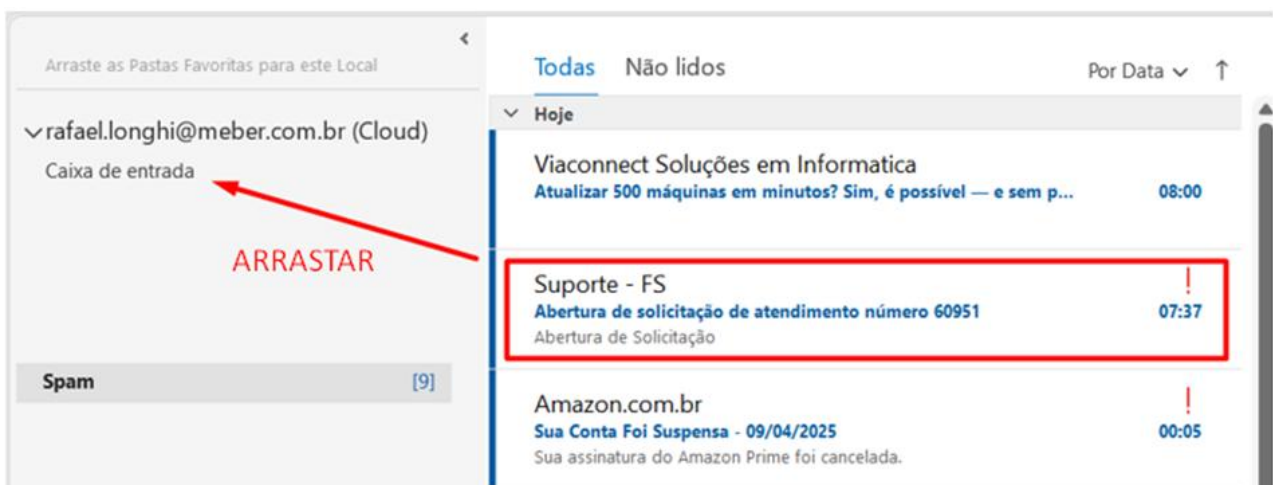 Arraste as Pastas Favoritas para este Local
rafael.longhi@meber.com.br (Cloud)
Caixa de entrada
ARRASTAR
Spam [9]
Todas Não lidos Por Data ↑
Hoje
Viaconnect Soluções em Informatica
Atualizar 500 máquinas em minutos? Sim, é possível — e sem p... 08:00
Suporte - FS !
Abertura de solicitação de atendimento número 60951 07:37
Abertura de Solicitação
Amazon.com.br !
Sua Conta Foi Suspensa - 09/04/2025 00:05
Sua assinatura do Amazon Prime foi cancelada.